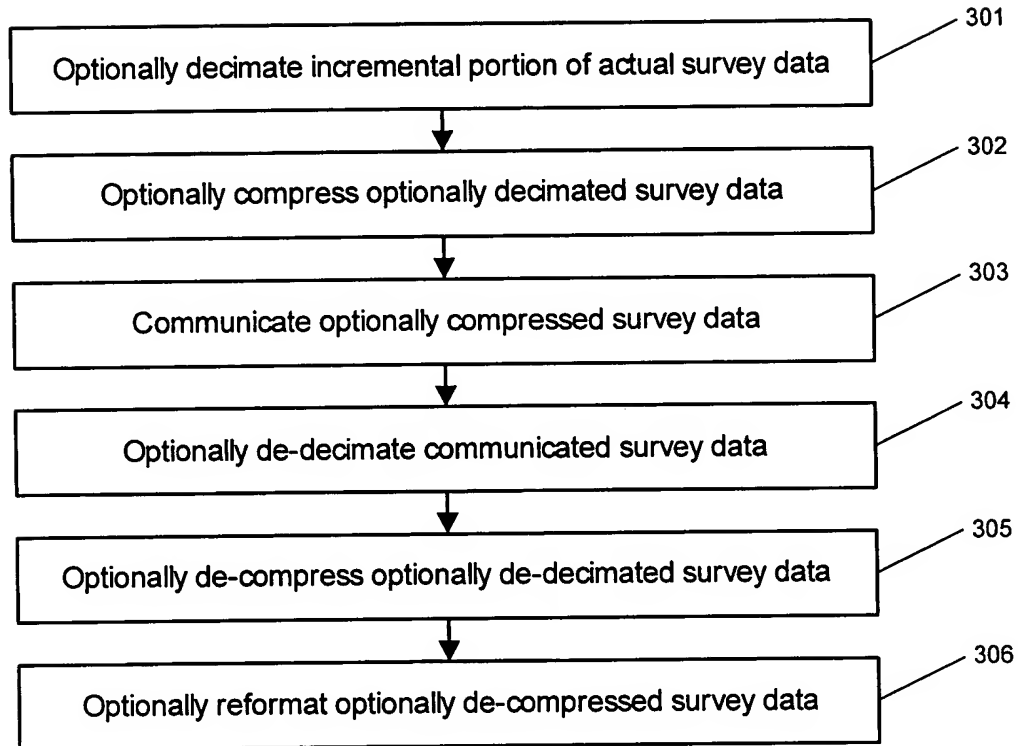 301
Optionally decimate incremental portion of actual survey data
302
Optionally compress optionally decimated survey data
303
Communicate optionally compressed survey data
304
Optionally de-decimate communicated survey data
305
Optionally de-compress optionally de-decimated survey data
306
Optionally reformat optionally de-compressed survey data